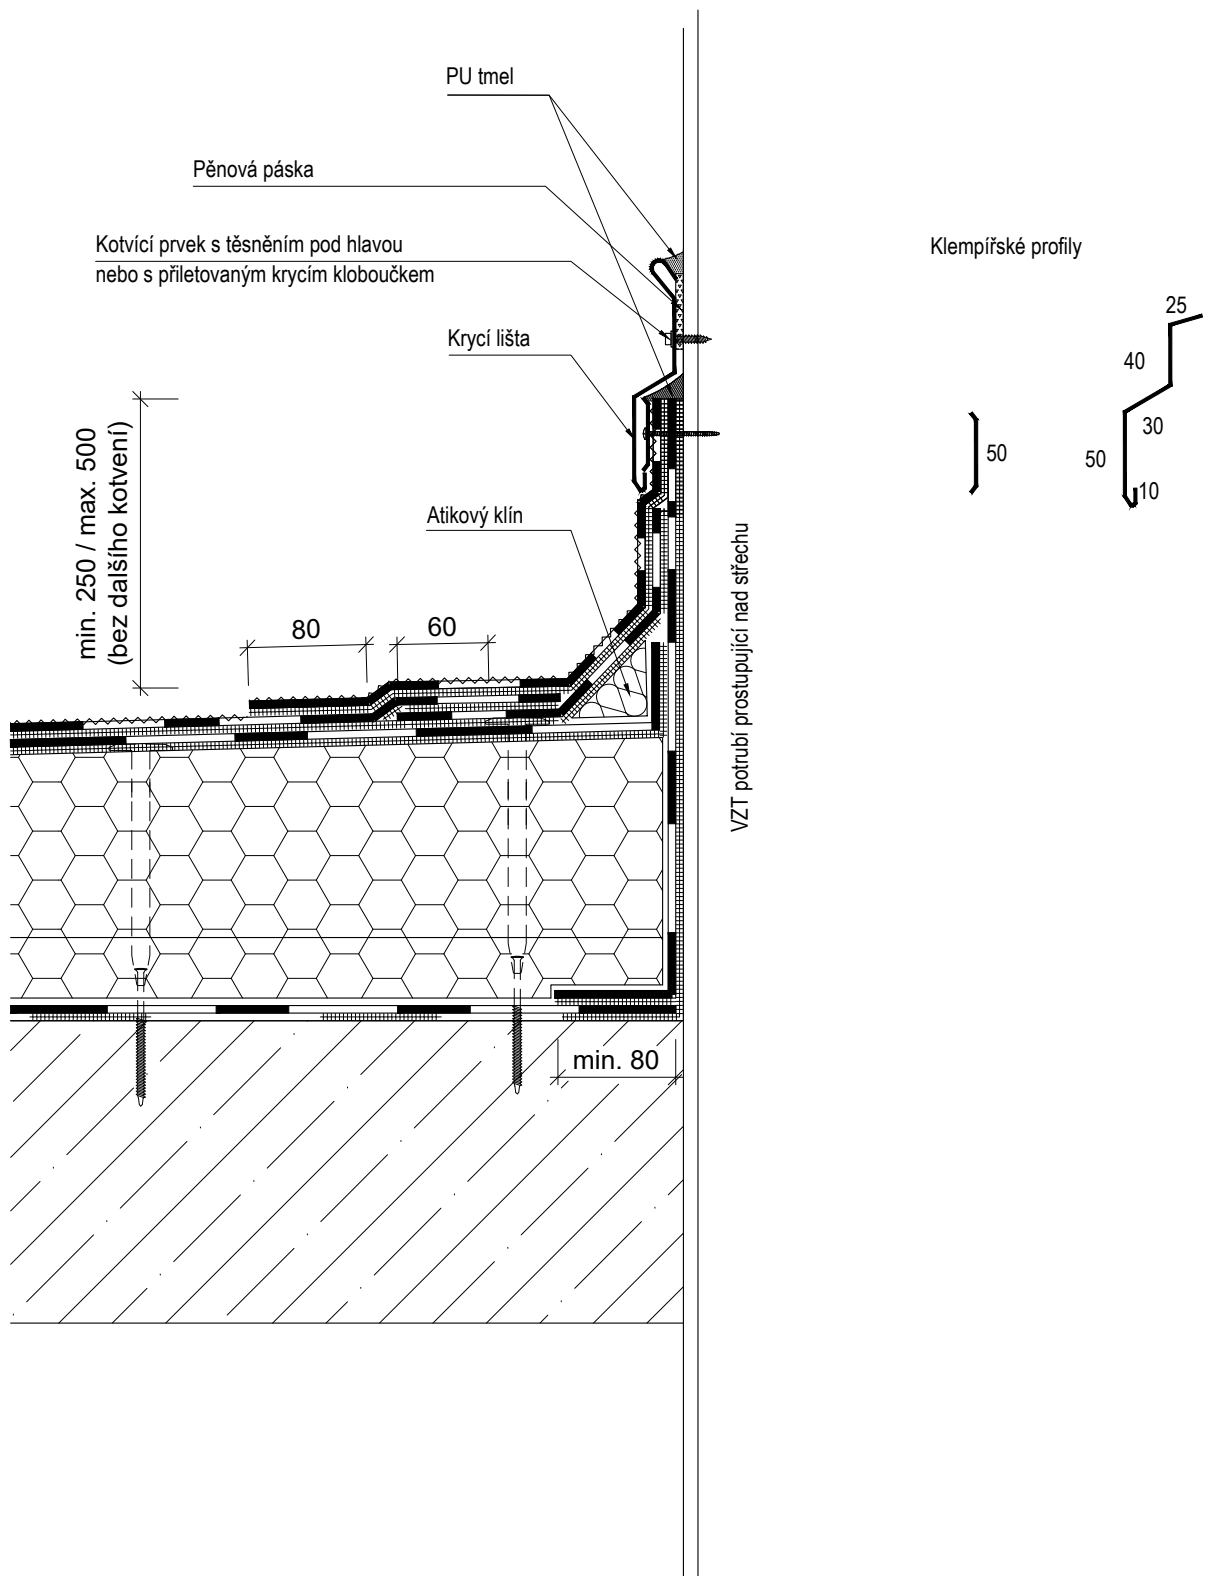 PU tmel
Pěnová páska
Kotvící prvek s těsněním pod hlavou
nebo s přiletovaným krycím kloboučkem
Krycí lišta
Klempířské profily
25
40
30
50
50
10
min. 250 / max. 500
(bez dalšího kotvení)
Atikový klín
80
60
VZT potrubí prostupující nad střechu
min. 80